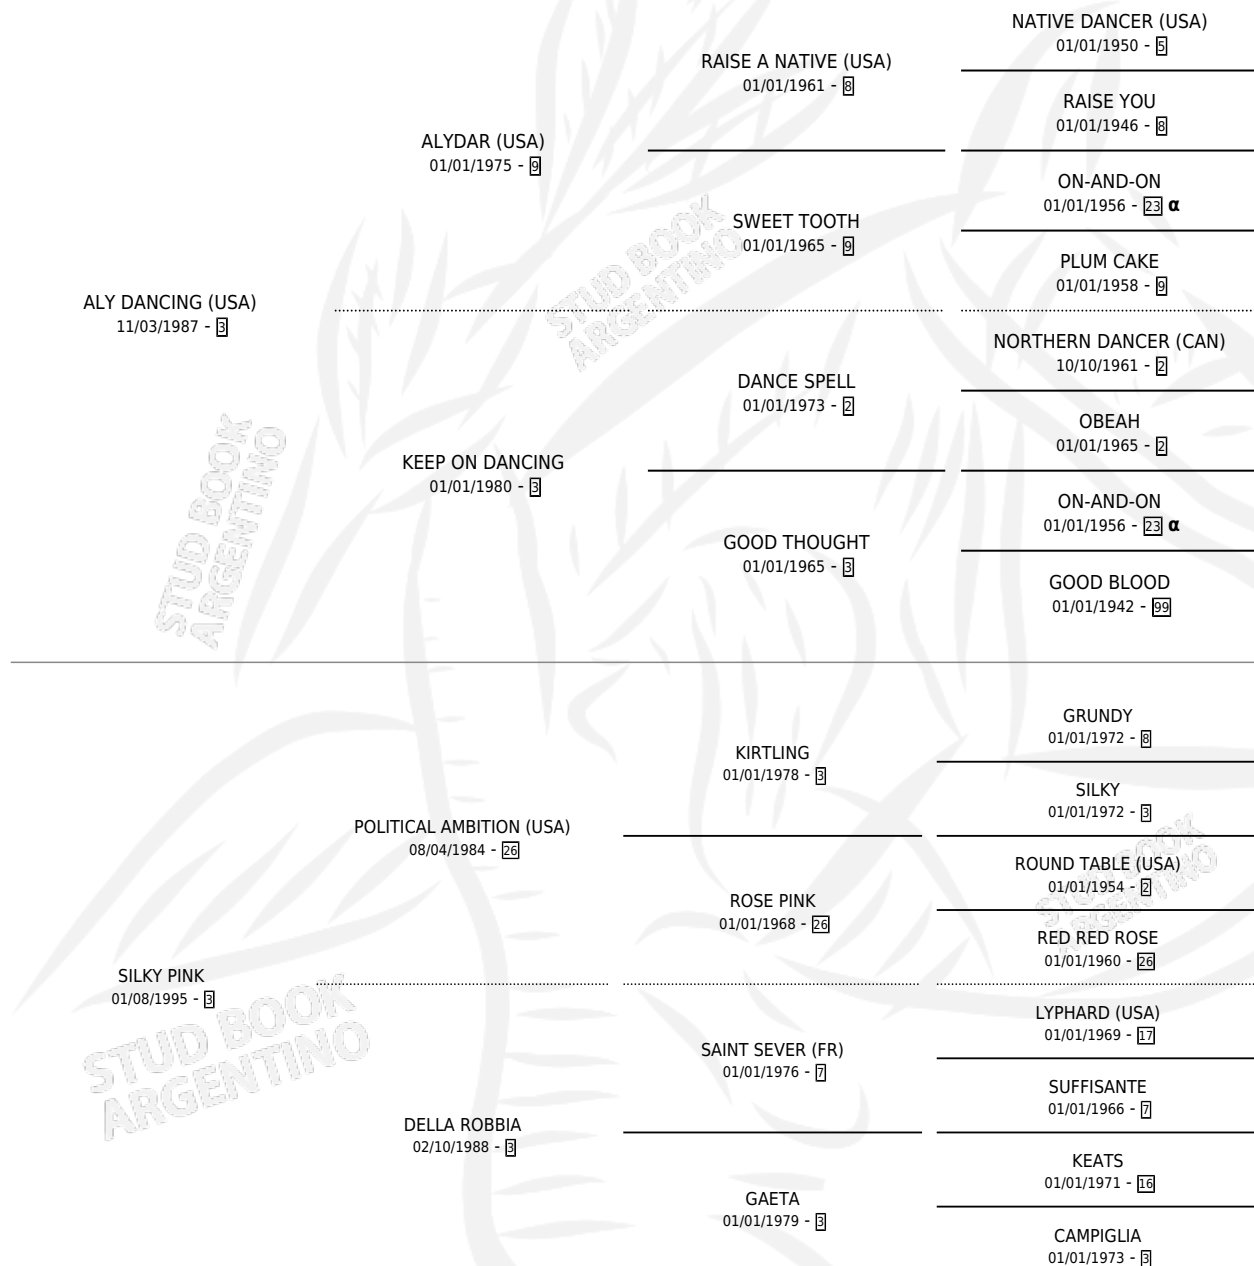 NATIVE DANCER (USA)
01/01/1950 - 5
RAISE A NATIVE (USA)
01/01/1961 - 8
RAISE YOU
01/01/1946 - 8
ALYDAR (USA)
01/01/1975 - 9
ON-AND-ON
01/01/1956 - 23 α
SWEET TOOTH
01/01/1965 - 9
PLUM CAKE
01/01/1958 - 9
ALY DANCING (USA)
11/03/1987 - 3
NORTHERN DANCER (CAN)
10/10/1961 - 2
DANCE SPELL
01/01/1973 - 2
OBEAH
01/01/1965 - 2
KEEP ON DANCING
01/01/1980 - 3
ON-AND-ON
01/01/1956 - 23 α
GOOD THOUGHT
01/01/1965 - 3
GOOD BLOOD
01/01/1942 - 99
GRUNDY
01/01/1972 - 8
KIRTLING
01/01/1978 - 3
SILKY
01/01/1972 - 3
POLITICAL AMBITION (USA)
08/04/1984 - 26
ROUND TABLE (USA)
01/01/1954 - 2
ROSE PINK
01/01/1968 - 26
RED RED ROSE
01/01/1960 - 26
SILKY PINK
01/08/1995 - 3
LYPHARD (USA)
01/01/1969 - 17
SAINT SEVER (FR)
01/01/1976 - 7
SUFFISANTE
01/01/1966 - 7
DELLA ROBBIA
02/10/1988 - 3
KEATS
01/01/1971 - 16
GAETA
01/01/1979 - 3
CAMPIGLIA
01/01/1973 - 3
STUD BOOK
ARGENTINO
STUD BOOK
ARGENTINO
STUD BOOK
ARGENTINO
STUD BOOK
ARGENTINO